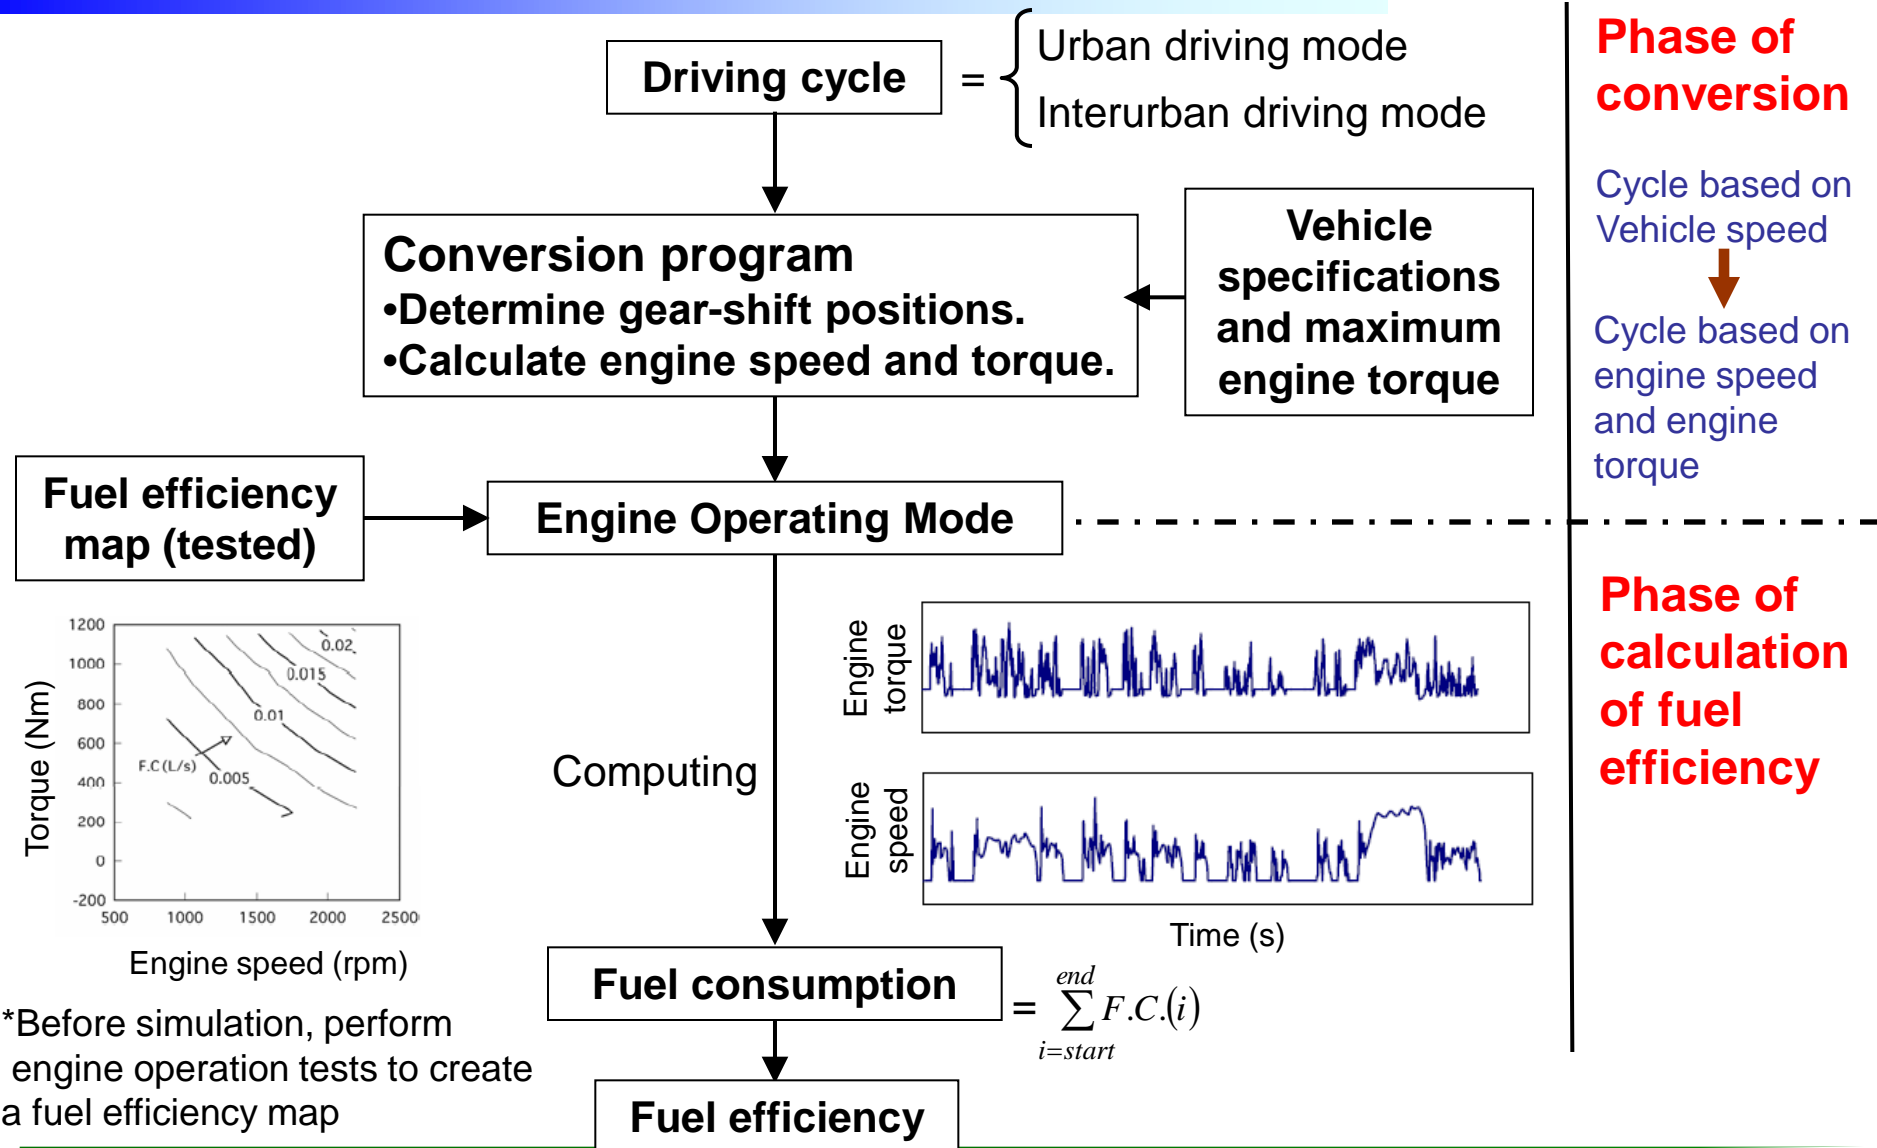 Driving cycle
=
Urban driving mode
Interurban driving mode
Phase of
conversion
Cycle based on
Vehicle speed
Cycle based on
engine speed
and engine
torque
Conversion program
•Determine gear-shift positions.
•Calculate engine speed and torque.
Vehicle
specifications
and maximum
engine torque
Fuel efficiency
map (tested)
Engine Operating Mode
Phase of
calculation
of fuel
efficiency
Torque (Nm)
1200
1000
800
600
400
200
0
-200
500 1000 1500 2000 2500
0.02
0.015
0.01
F.C(L/s)
0.005
Engine speed (rpm)
*Before simulation, perform
engine operation tests to create
a fuel efficiency map
Computing
Engine
torque
Engine
speed
Time (s)
Fuel consumption
= end ∑ i=start F.C.(i)
Fuel efficiency